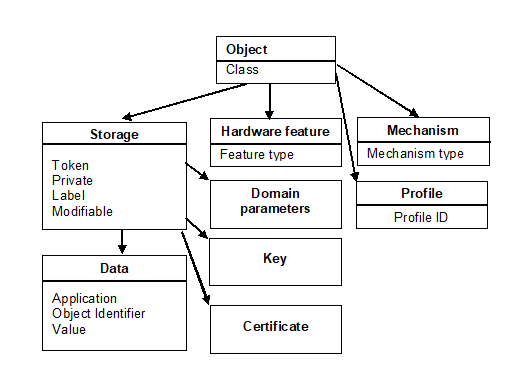 Object
Class
Storage
Token
Private
Label
Modifiable
Hardware feature
Feature type
Mechanism
Mechanism type
Domain
parameters
Profile
Profile ID
Key
Data
Application
Object Identifier
Value
Certificate